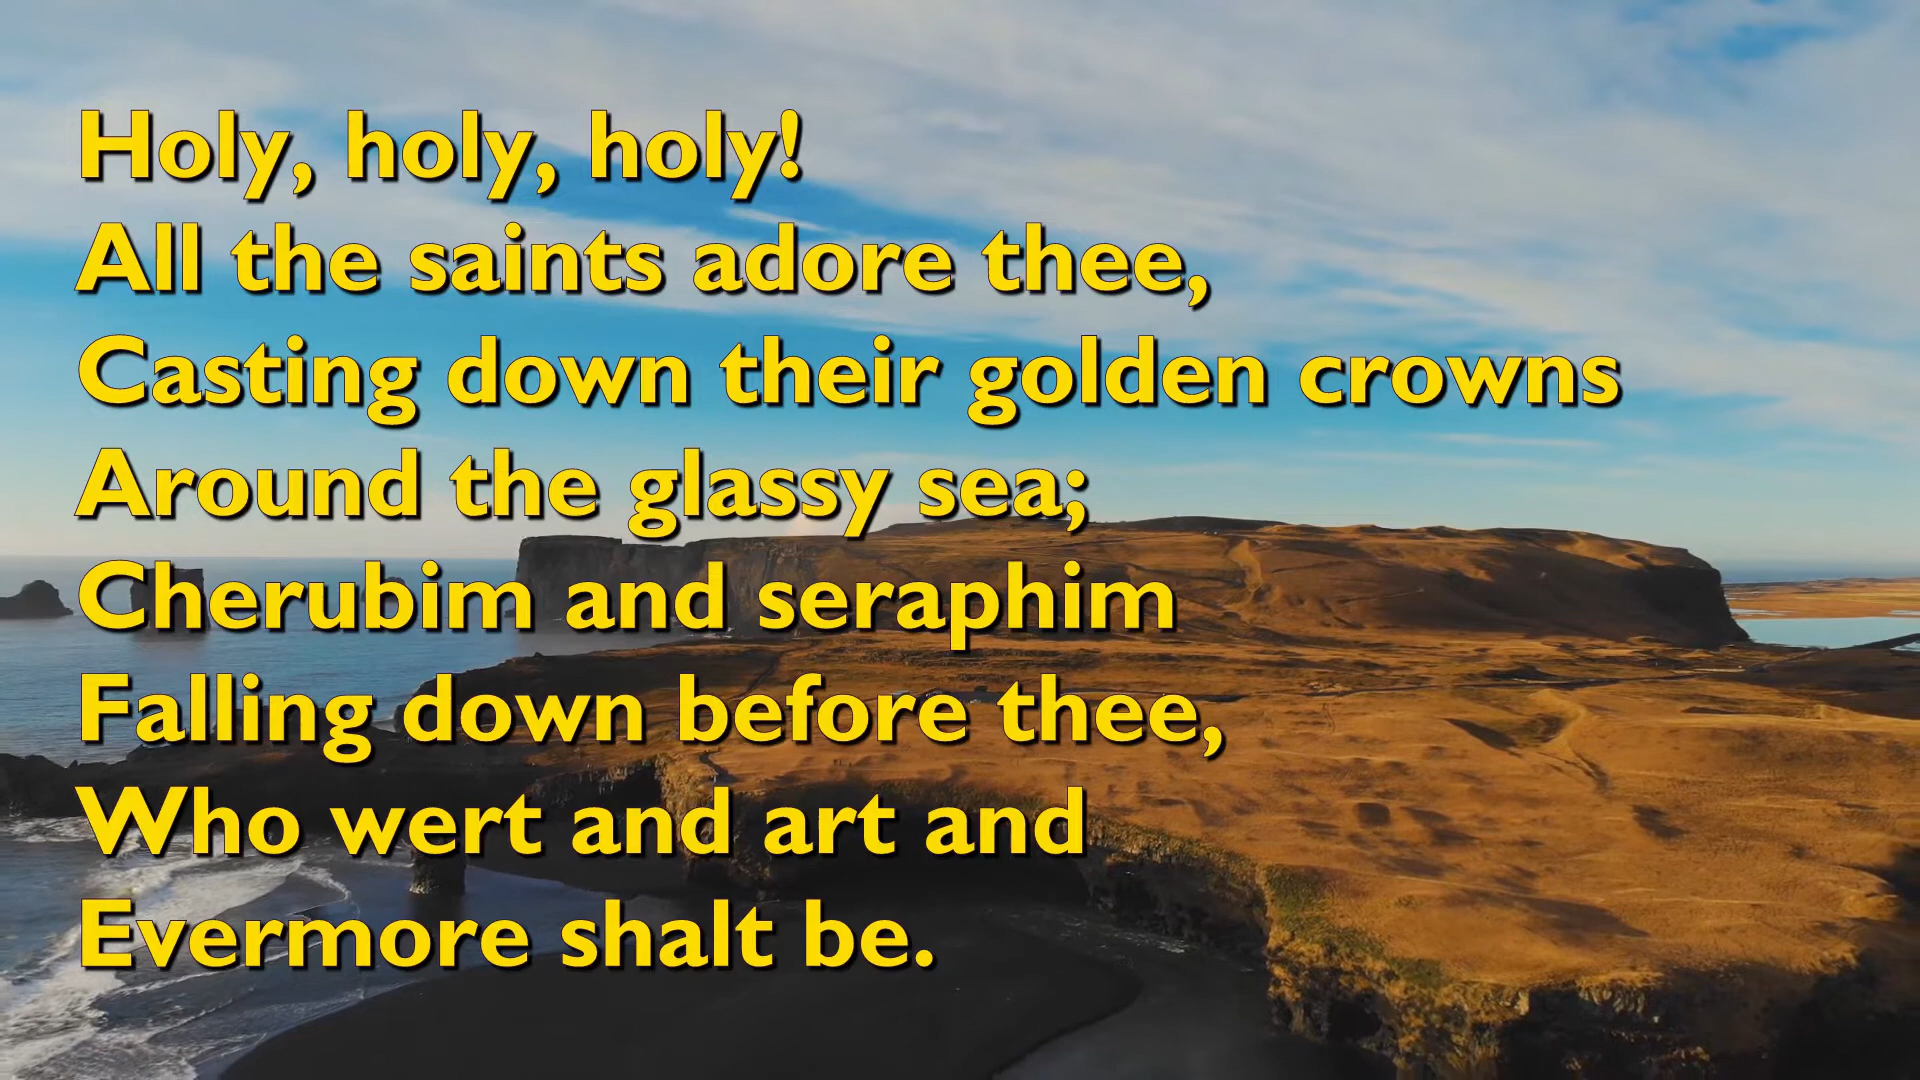 Holy, holy, holy!
All the saints adore thee,
Casting down their golden crowns
Around the glassy sea;
Cherubim and seraphim
Falling down before thee,
Who wert and art and
Evermore shalt be.